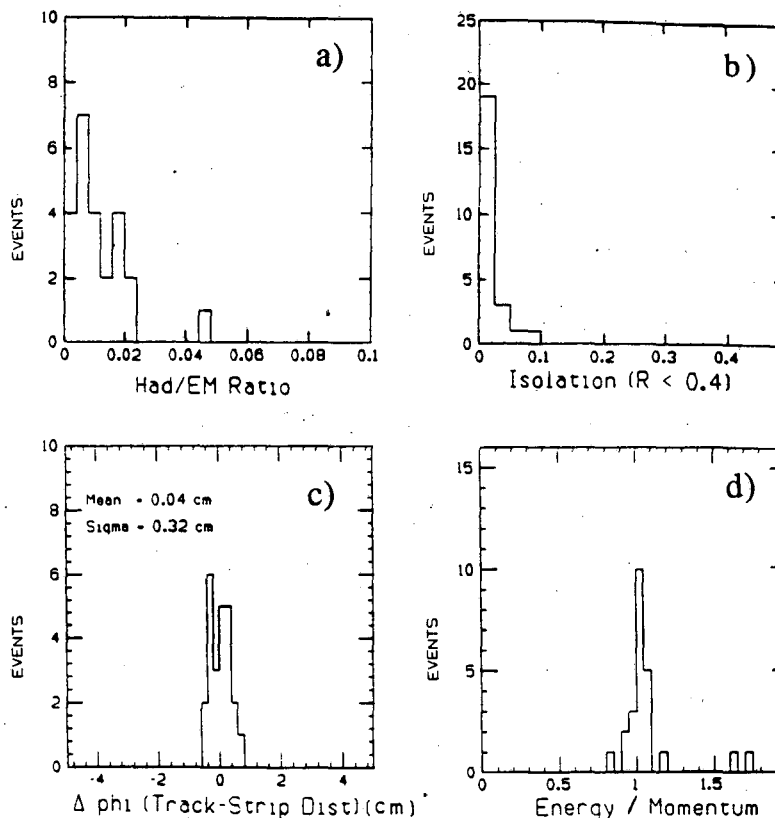 10
8
6
4
2
0
EVENTS
a)
0 0.02 0.04 0.06 0.08 0.1
Had/EM Ratio
25
20
15
10
5
0
EVENTS
b)
0 0.1 0.2 0.3 0.4
Isolation (R < 0.4)
10
8
6
4
2
0
EVENTS
c)
Mean = 0.04 cm
Sigma = 0.32 cm
-4 -2 0 2 4
Δ phi (Track-Strip Dist)(cm)
15
10
5
0
EVENTS
d)
0 0.5 1 1.5
Energy / Momentum